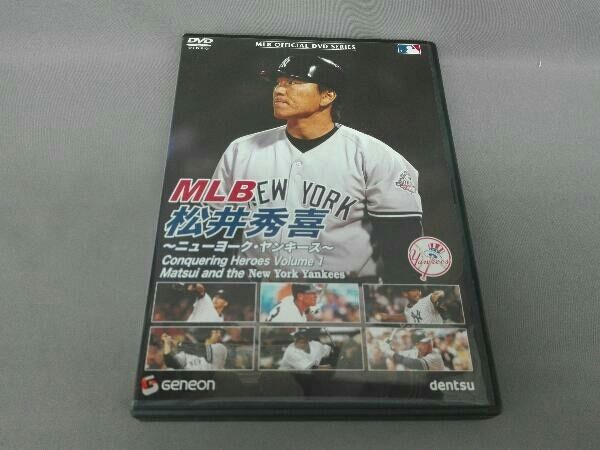 DVD
VIDEO
MLB OFFICIAL DVD SERIES
NEW YORK
MLB
松井秀喜
〜ニューヨーク・ヤンキース〜
Conquering Heroes Volume 1
Matsui and the New York Yankees
Yankees
Geneon
dentsu